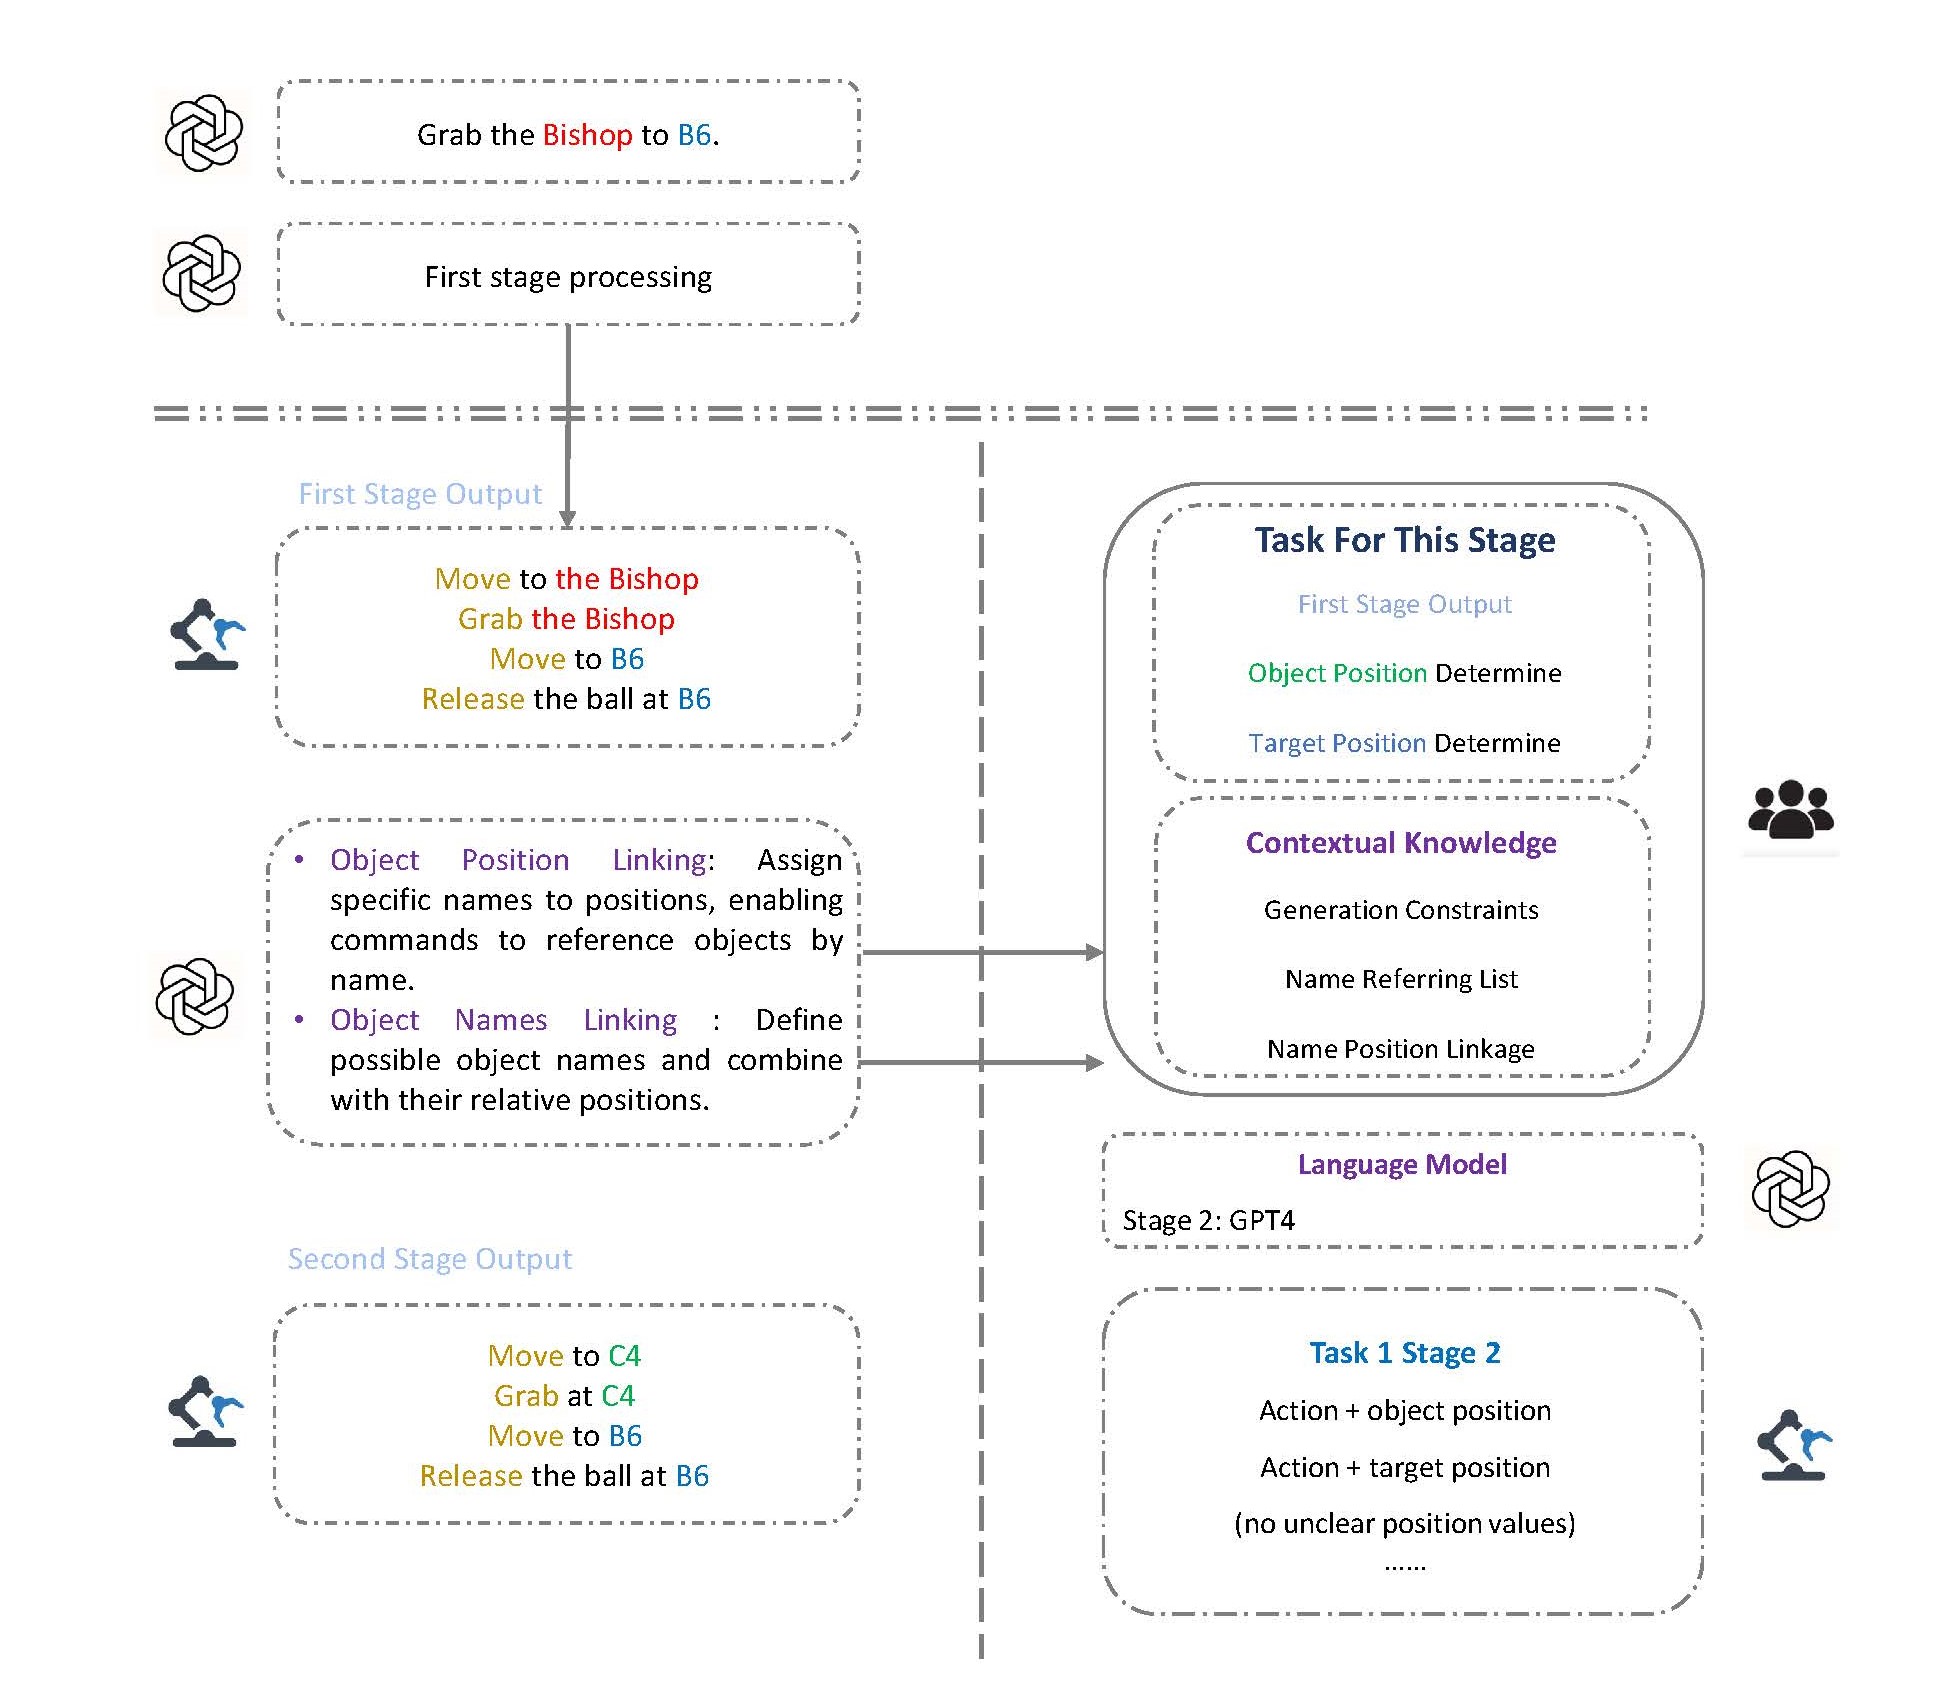 Grab the Bishop to B6.
First stage processing
First Stage Output
Move to the Bishop
Grab the Bishop
Move to B6
Release the ball at B6
• Object Position Linking: Assign
specific names to positions, enabling
commands to reference objects by
name.
• Object Names Linking : Define
possible object names and combine
with their relative positions.
Second Stage Output
Move to C4
Grab at C4
Move to B6
Release the ball at B6
Task For This Stage
First Stage Output
Object Position Determine
Target Position Determine
Contextual Knowledge
Generation Constraints
Name Referring List
Name Position Linkage
Language Model
Stage 2: GPT4
Task 1 Stage 2
Action + object position
Action + target position
(no unclear position values)
......